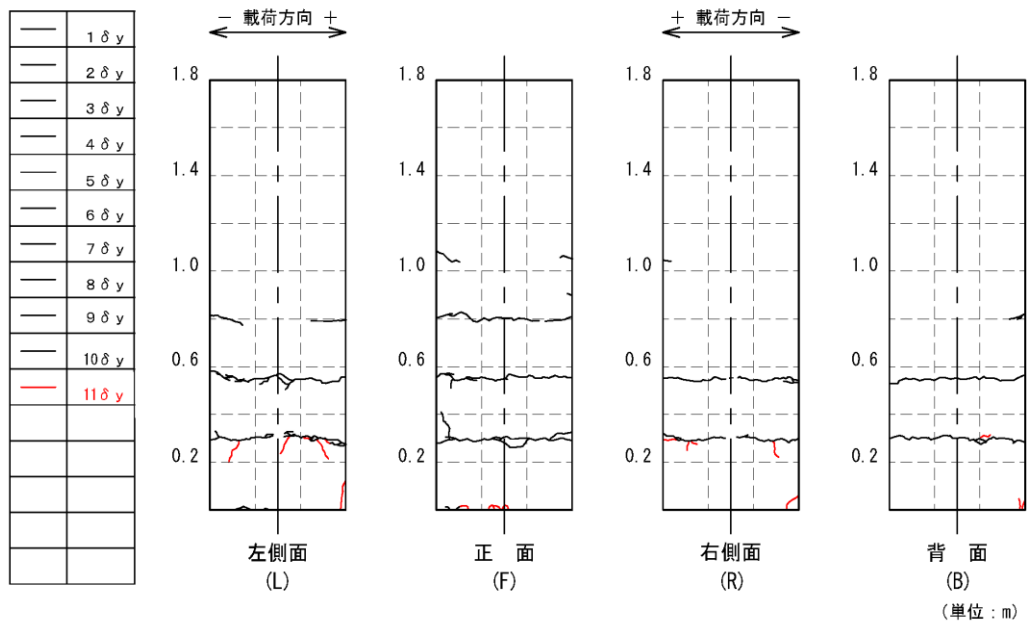 1δy
2δy
3δy
4δy
5δy
6δy
7δy
8δy
9δy
10δy
11δy
− 載荷方向 +
1.8
1.4
1.0
0.6
0.2
左側面
(L)
1.8
1.4
1.0
0.6
0.2
正 面
(F)
+ 載荷方向 −
1.8
1.4
1.0
0.6
0.2
右側面
(R)
1.8
1.4
1.0
0.6
0.2
背 面
(B)
(単位:m)